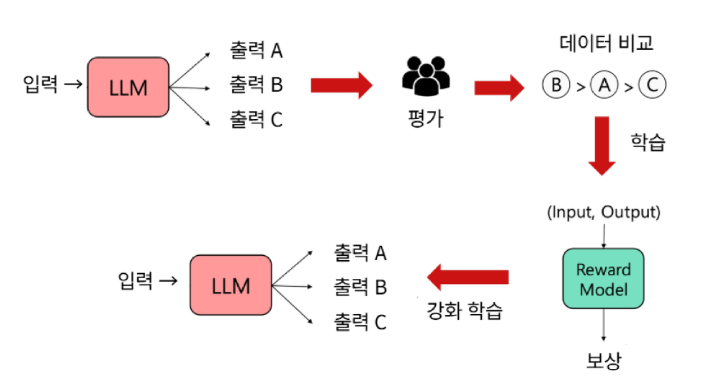 입력 →
LLM
출력 A
출력 B
출력 C
평가
데이터 비교
B > A > C
학습
(Input, Output)
Reward
Model
보상
강화 학습
입력 →
LLM
출력 A
출력 B
출력 C